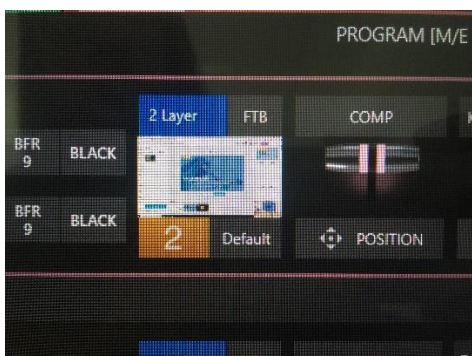 PROGRAM [M/E
2 Layer FTB COMP
BFR
9 BLACK
BFR
9 BLACK
2 Default POSITION